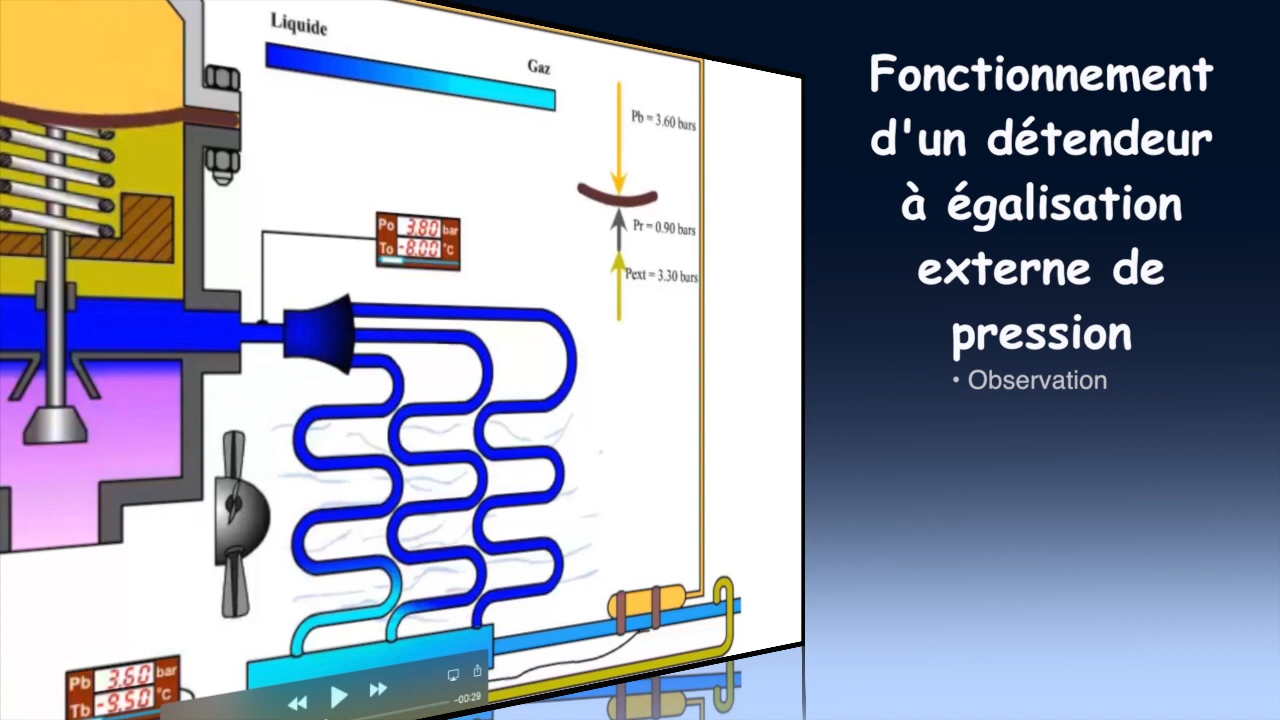 Liquide
Gaz
Pb = 3.60 bars
Pr = 0.90 bars
Pext = 3.30 bars
Po 3.80 bar
To -8.00 °C
Pb 3.60 bar
Tb -9.50 °C
-00:29
Fonctionnement
d'un détendeur
à égalisation
externe de
pression
• Observation